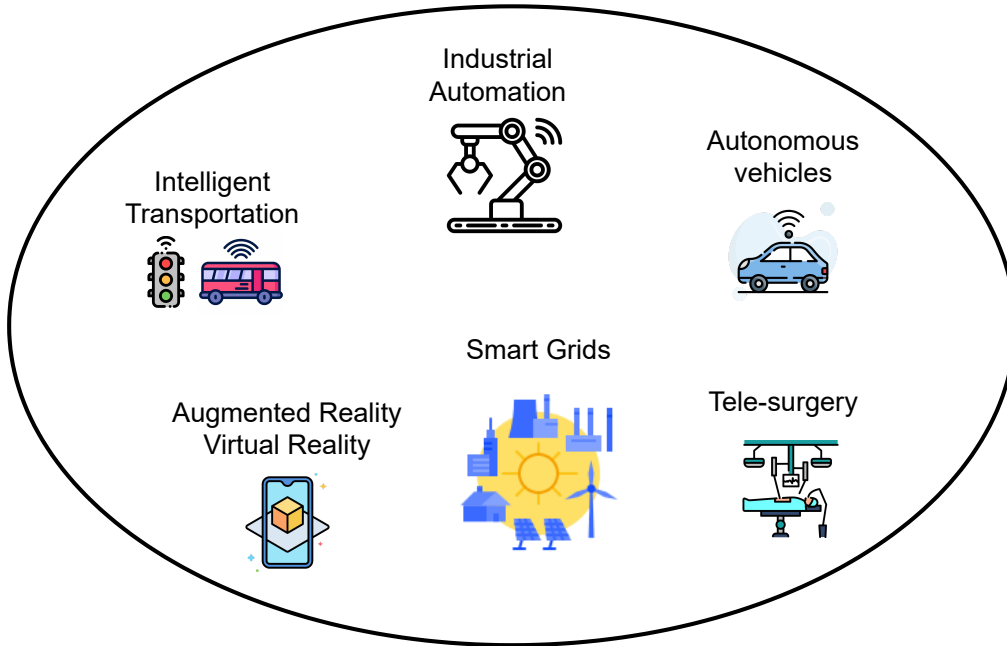 Industrial
Automation
Autonomous
vehicles
Intelligent
Transportation
Smart Grids
Augmented Reality
Virtual Reality
Tele-surgery